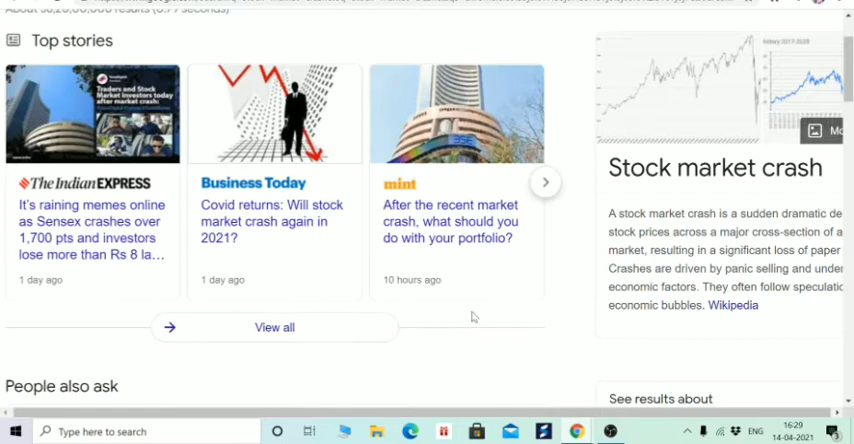 Top stories
Traders and Stock
Market Investors today
after market crash:
The Indian EXPRESS
It's raining memes online
as Sensex crashes over
1,700 pts and investors
lose more than Rs 8 la...
1 day ago
Business Today
Covid returns: Will stock
market crash again in
2021?
1 day ago
BSE
mint
After the recent market
crash, what should you
do with your portfolio?
10 hours ago
View all
People also ask
Mo
Stock market crash
A stock market crash is a sudden dramatic de
stock prices across a major cross-section of a
market, resulting in a significant loss of paper
Crashes are driven by panic selling and unde
economic factors. They often follow speculatio
economic bubbles. Wikipedia
See results about
Type here to search
ENG
16:29
14-04-2021
3